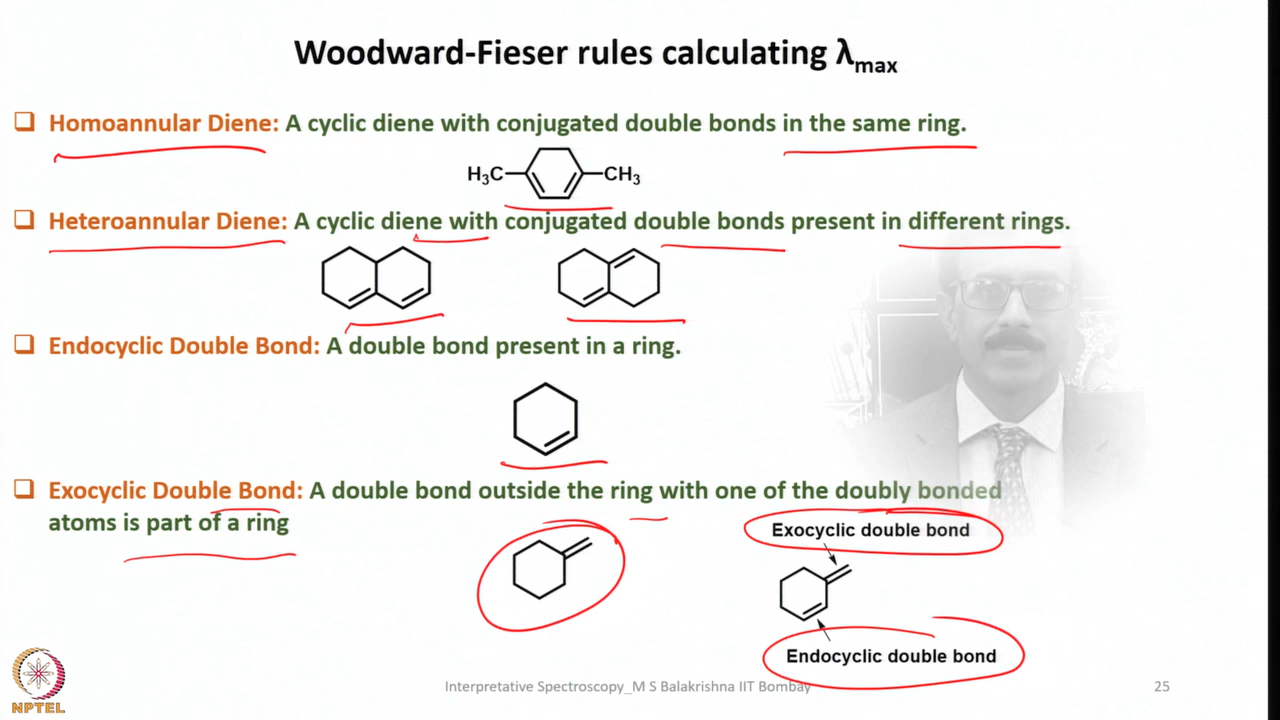 Woodward-Fieser rules calculating λmax
❑ Homoannular Diene: A cyclic diene with conjugated double bonds in the same ring.
H3C CH3
❑ Heteroannular Diene: A cyclic diene with conjugated double bonds present in different rings.
❑ Endocyclic Double Bond: A double bond present in a ring.
❑ Exocyclic Double Bond: A double bond outside the ring with one of the doubly bonded
atoms is part of a ring
Exocyclic double bond
Endocyclic double bond
Interpretative Spectroscopy_M S Balakrishna IIT Bombay
25
NPTEL